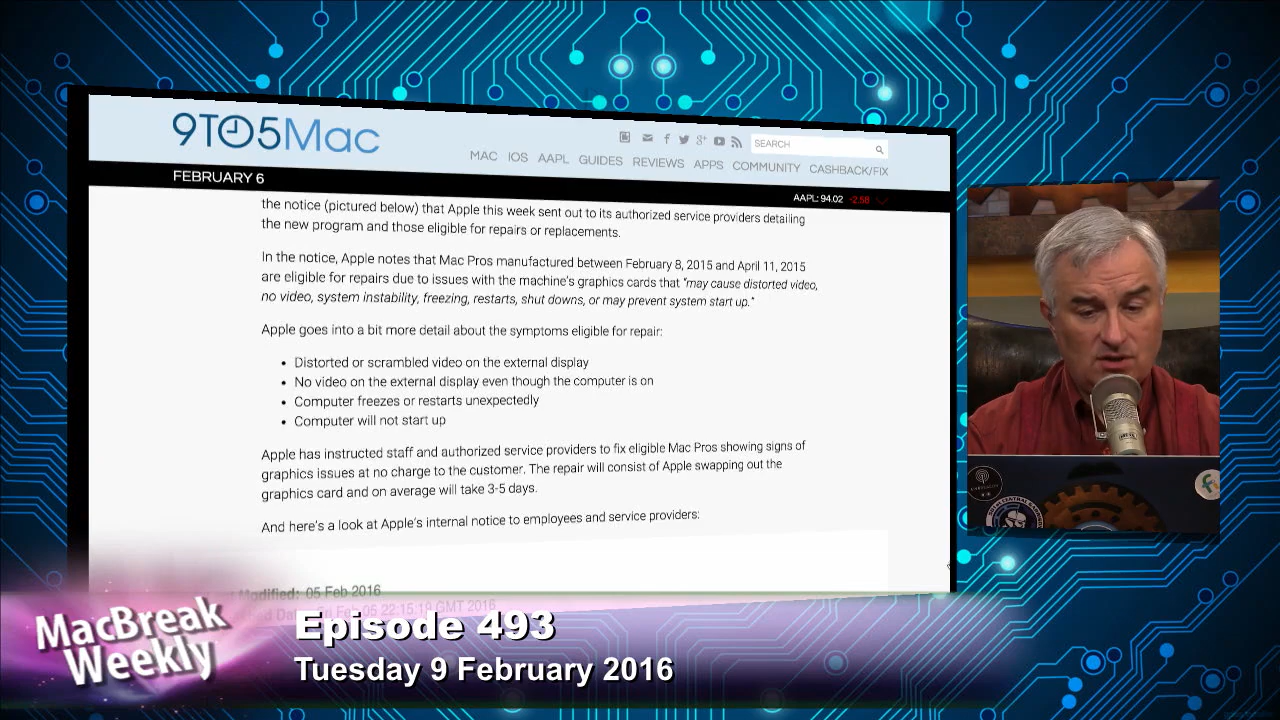 9TO5Mac
SEARCH
MAC IOS AAPL GUIDES REVIEWS APPS COMMUNITY CASHBACK/FIX
FEBRUARY 6
AAPL: 94.02 -2.58
the notice (pictured below) that Apple this week sent out to its authorized service providers detailing
the new program and those eligible for repairs or replacements.
In the notice, Apple notes that Mac Pros manufactured between February 8, 2015 and April 11, 2015
are eligible for repairs due to issues with the machine's graphics cards that "may cause distorted video,
no video, system instability, freezing, restarts, shut downs, or may prevent system start up."
Apple goes into a bit more detail about the symptoms eligible for repair:
• Distorted or scrambled video on the external display
• No video on the external display even though the computer is on
• Computer freezes or restarts unexpectedly
• Computer will not start up
Apple has instructed staff and authorized service providers to fix eligible Mac Pros showing signs of
graphics issues at no charge to the customer. The repair will consist of Apple swapping out the
graphics card and on average will take 3-5 days.
And here's a look at Apple's internal notice to employees and service providers:
Modified: 05 Feb 2016
Fri Feb 05 22:15:19 GMT 2016
MacBreak
Weekly
Episode 493
Tuesday 9 February 2016